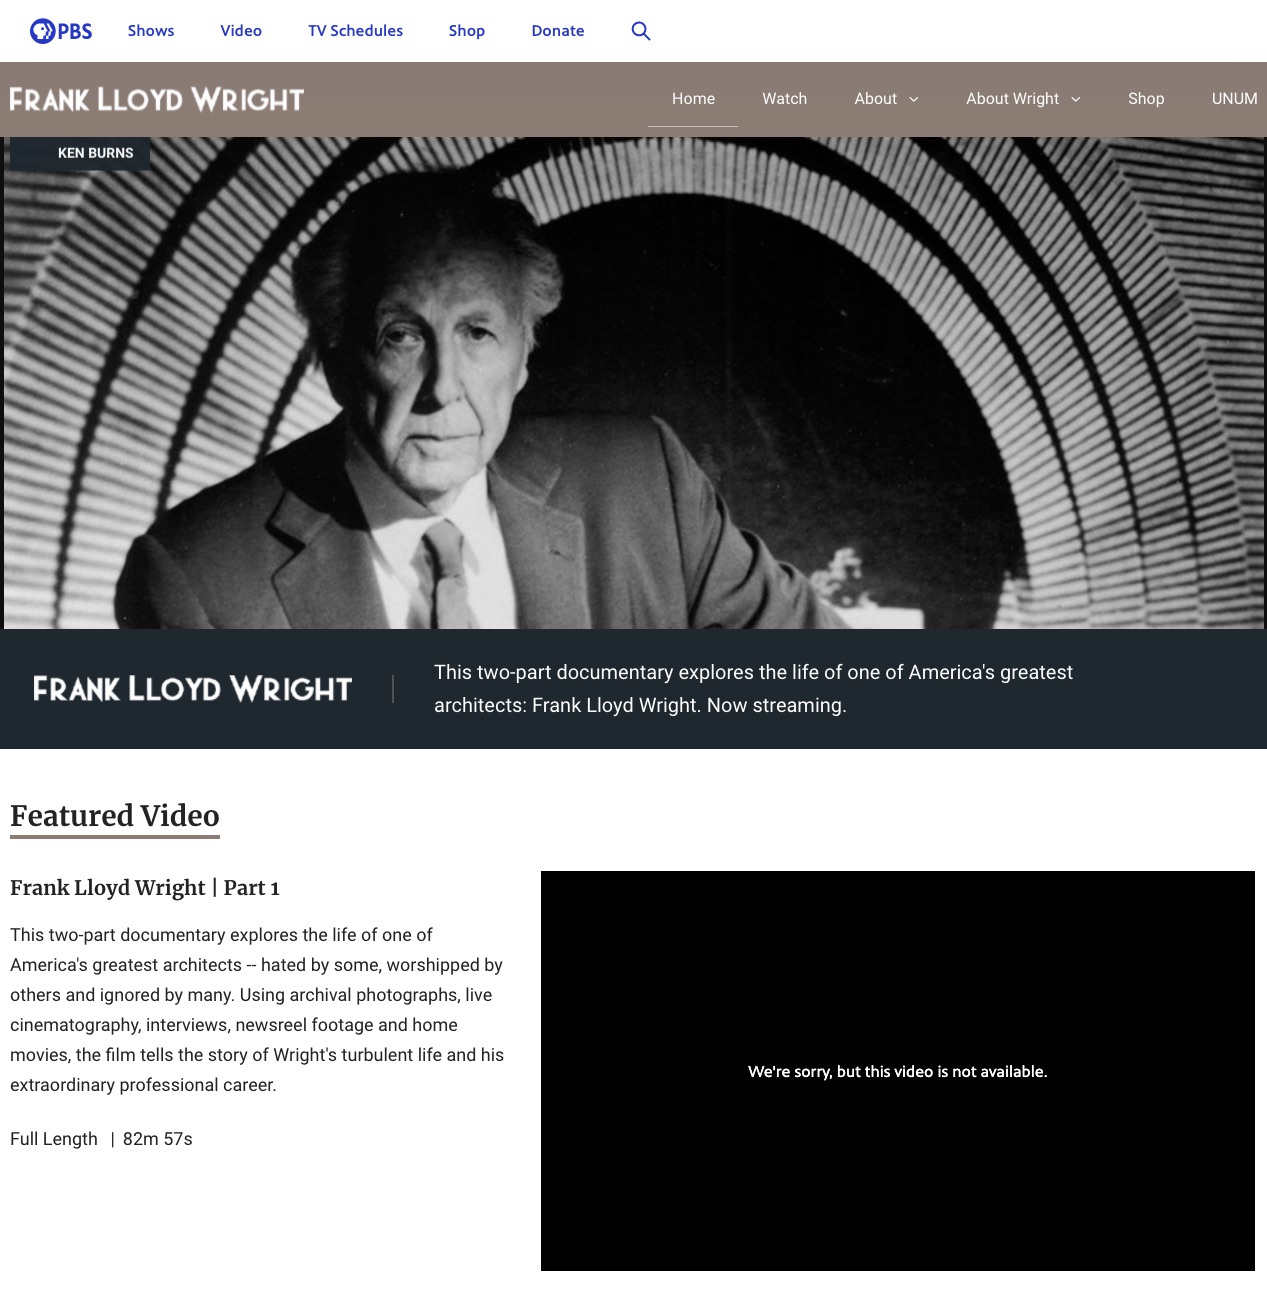 PBS Shows Video TV Schedules Shop Donate
FRANK LLOYD WRIGHT Home Watch About About Wright Shop UNUM
KEN BURNS
FRANK LLOYD WRIGHT
This two-part documentary explores the life of one of America's greatest
architects: Frank Lloyd Wright. Now streaming.
Featured Video
Frank Lloyd Wright | Part 1
This two-part documentary explores the life of one of
America's greatest architects -- hated by some, worshipped by
others and ignored by many. Using archival photographs, live
cinematography, interviews, newsreel footage and home
movies, the film tells the story of Wright's turbulent life and his
extraordinary professional career.
Full Length | 82m 57s
We're sorry, but this video is not available.